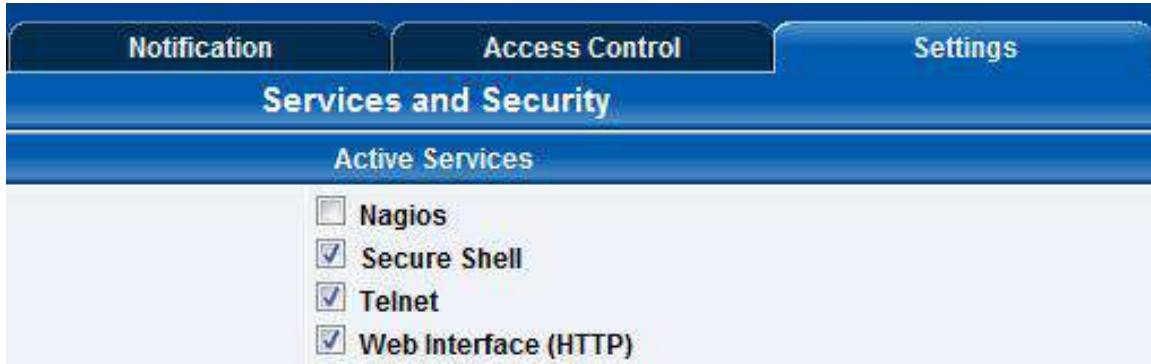 Notification Access Control Settings
Services and Security
Active Services
Nagios
Secure Shell
Telnet
Web Interface (HTTP)